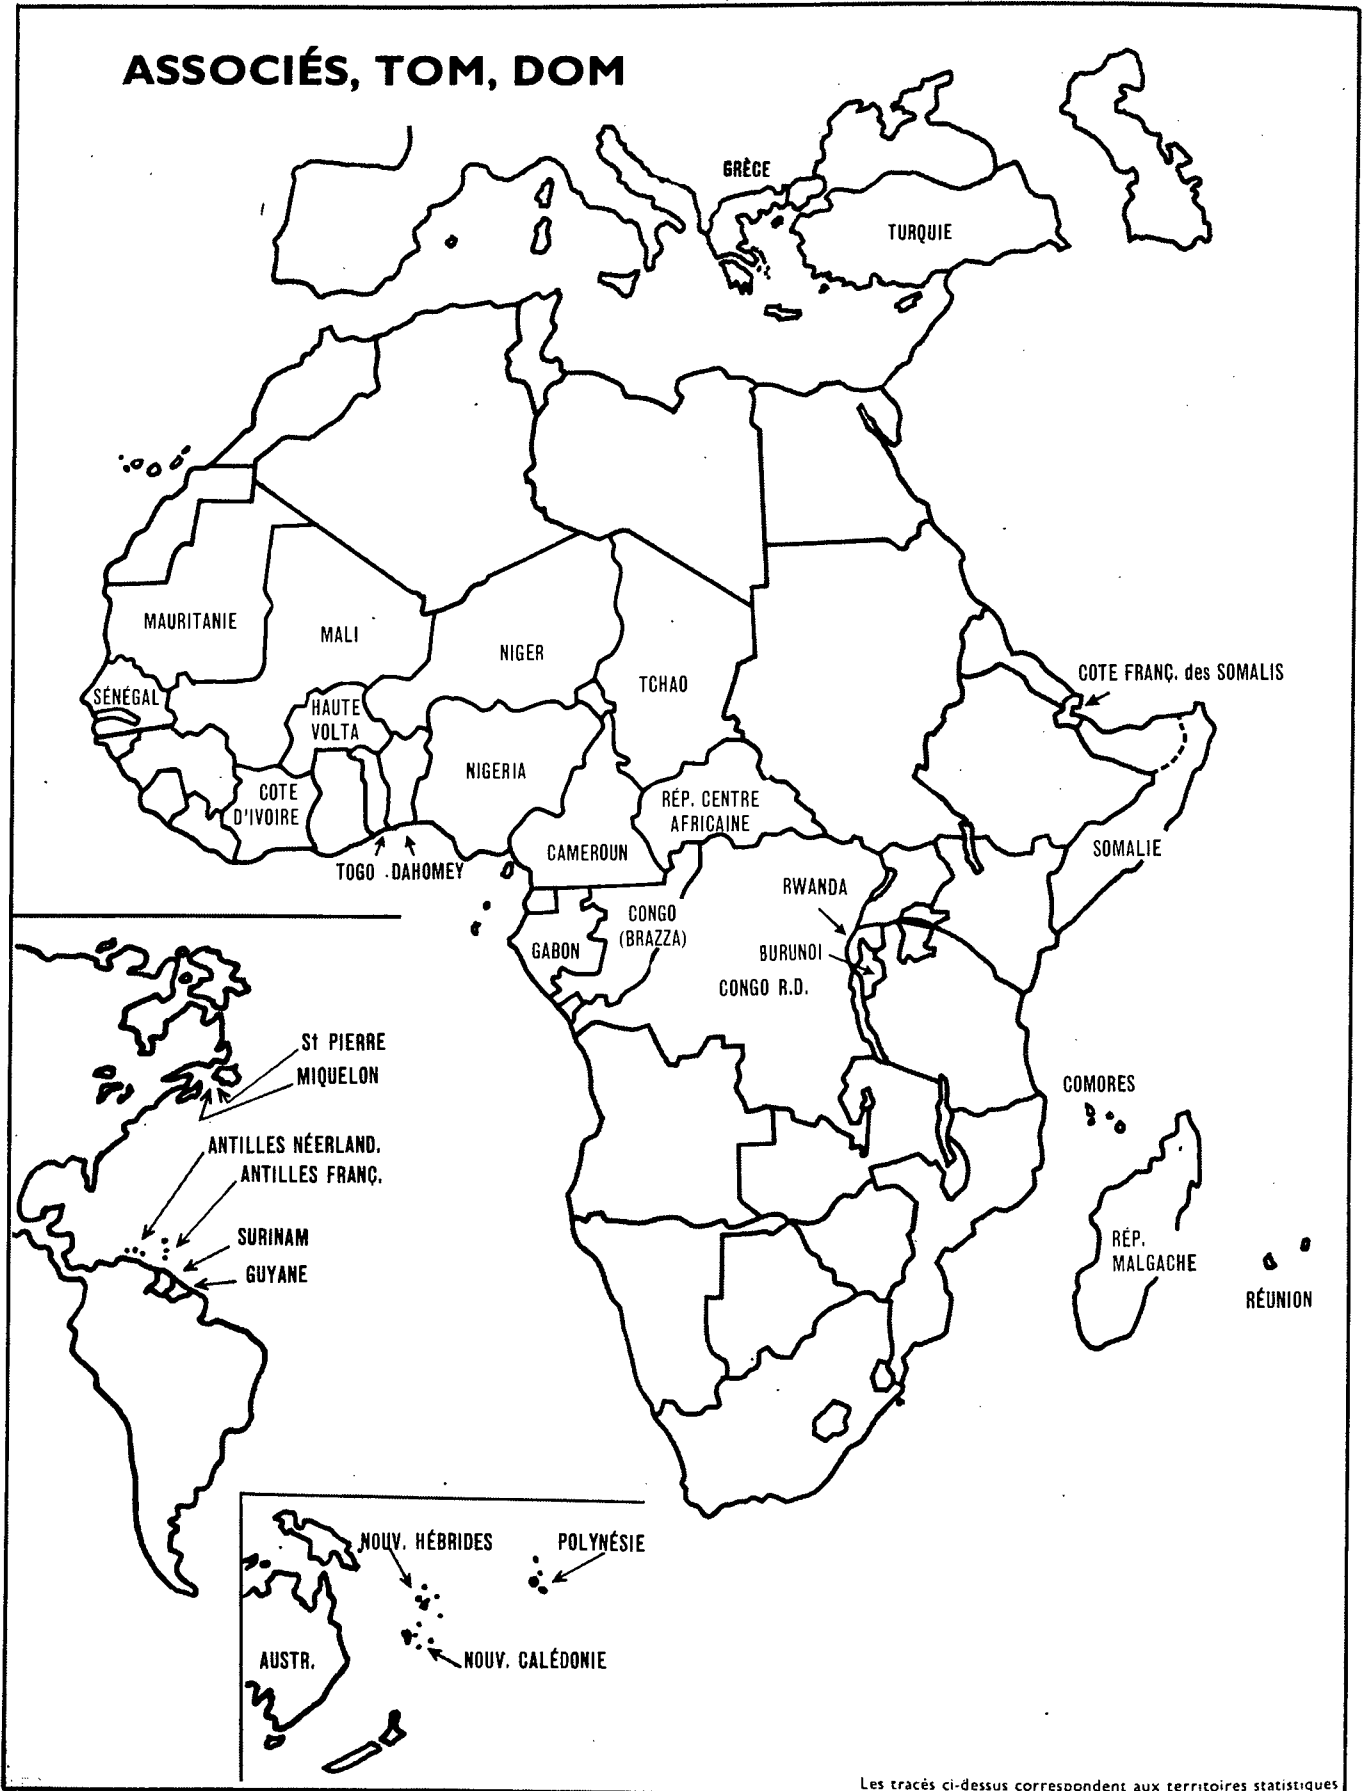 ASSOCIÉS, TOM, DOM
GRÈCE
TURQUIE
MAURITANIE
MALI
NIGER
TCHAO
COTE FRANÇ. des SOMALIS
SÉNÉGAL
HAUTE
VOLTA
NIGERIA
COTE
D'IVOIRE
RÉP. CENTRE
AFRICAINE
TOGO
DAHOMEY
CAMEROUN
SOMALIE
RWANDA
CONGO
(BRAZZA)
GABON
BURUNOI
CONGO R.D.
St PIERRE
MIQUELON
COMORES
ANTILLES NÉERLAND.
ANTILLES FRANÇ.
SURINAM
GUYANE
RÉP.
MALGACHE
RÉUNION
NOUV. HÉBRIDES
POLYNÉSIE
AUSTR.
NOUV. CALÉDONIE
Les tracés ci-dessus correspondent aux territoires statistiques